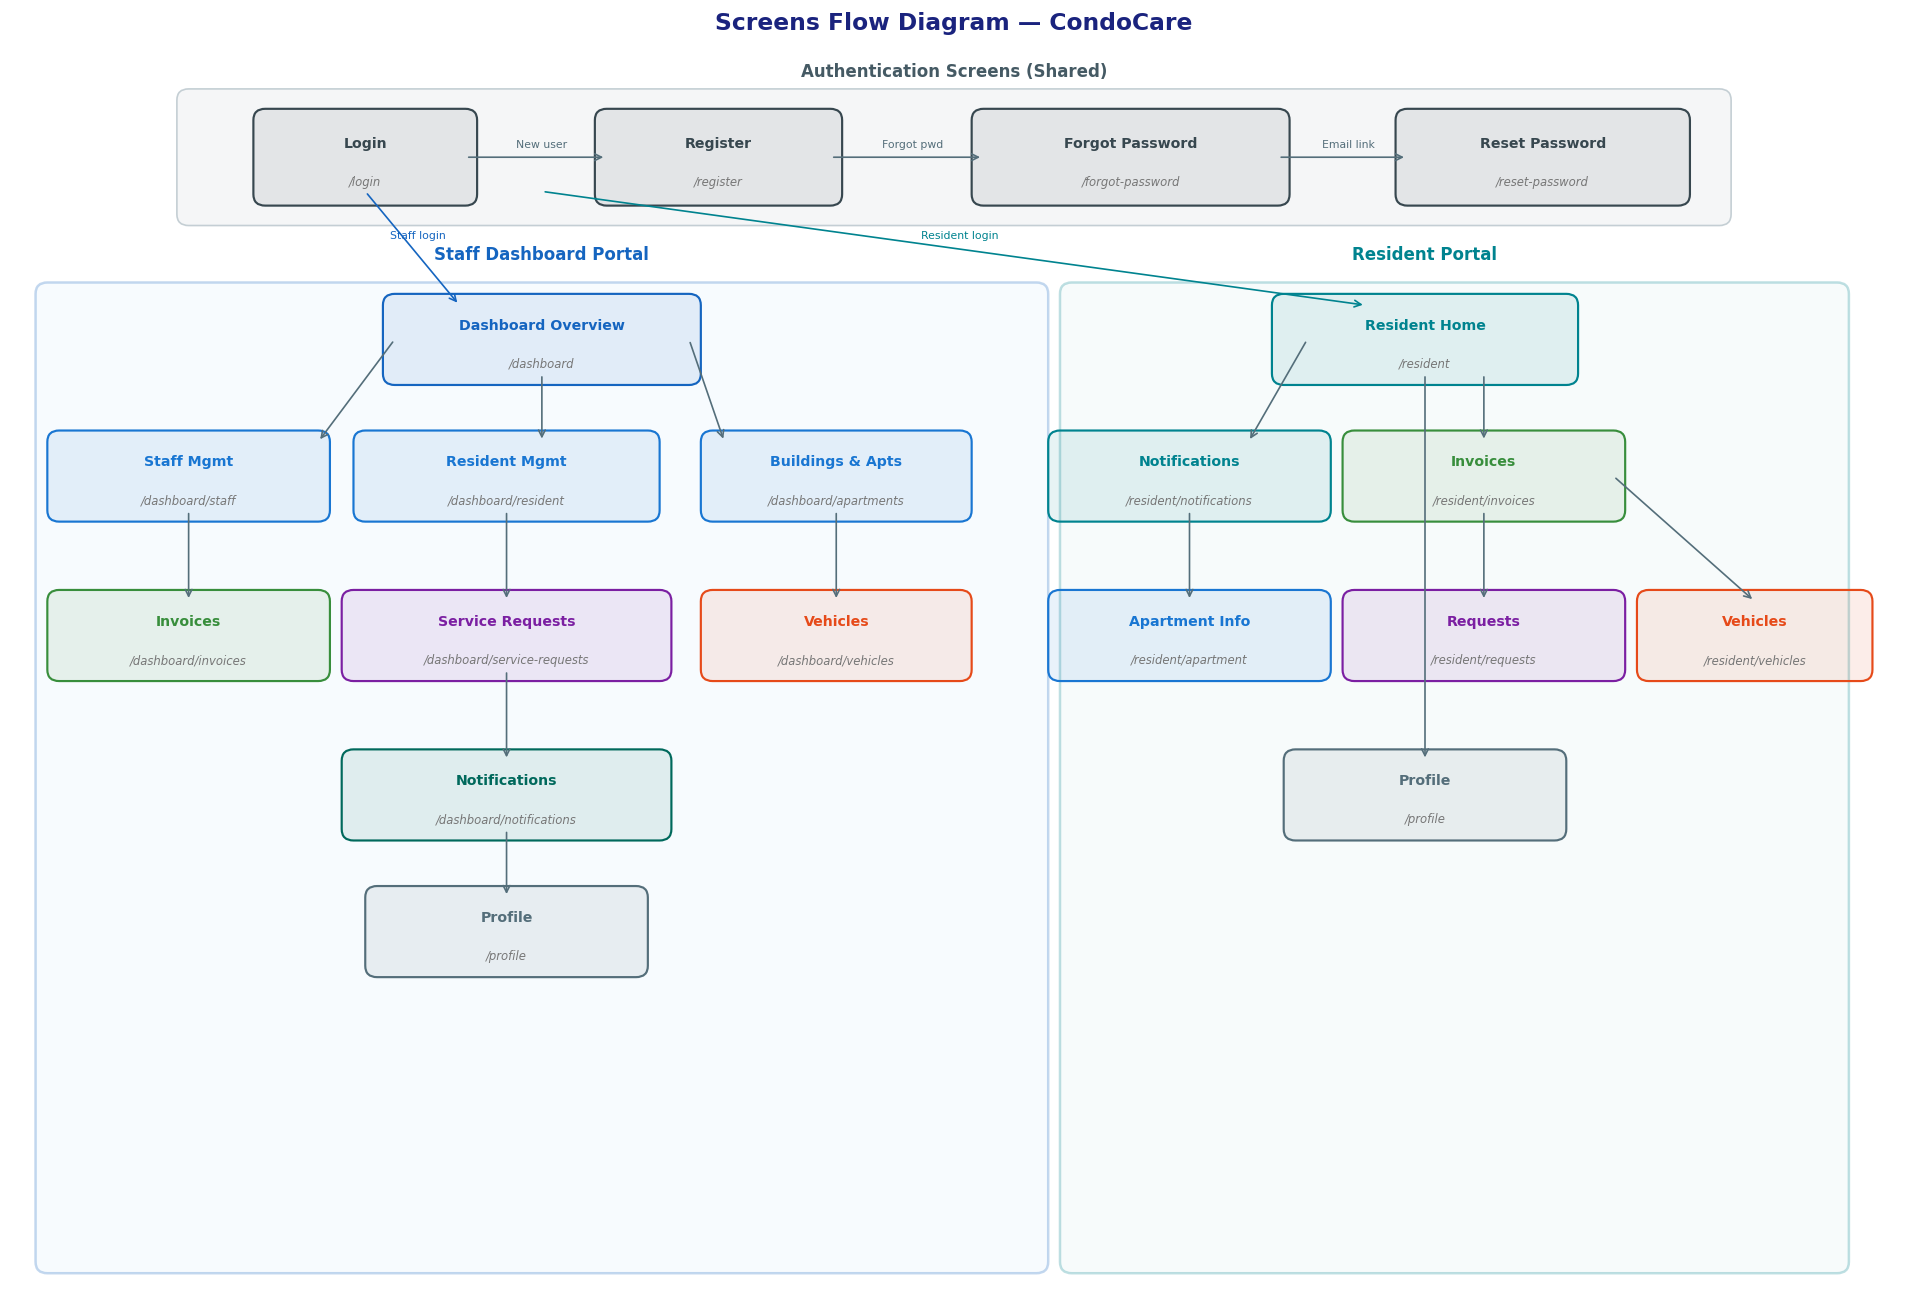 Screens Flow Diagram — CondoCare
Authentication Screens (Shared)
Login
/login
New user
Register
/register
Forgot pwd
Forgot Password
/forgot-password
Email link
Reset Password
/reset-password
Staff login
Resident login
Staff Dashboard Portal
Resident Portal
Dashboard Overview
/dashboard
Resident Home
/resident
Staff Mgmt
/dashboard/staff
Resident Mgmt
/dashboard/resident
Buildings & Apts
/dashboard/apartments
Notifications
/resident/notifications
Invoices
/resident/invoices
Invoices
/dashboard/invoices
Service Requests
/dashboard/service-requests
Vehicles
/dashboard/vehicles
Apartment Info
/resident/apartment
Requests
/resident/requests
Vehicles
/resident/vehicles
Notifications
/dashboard/notifications
Profile
/profile
Profile
/profile